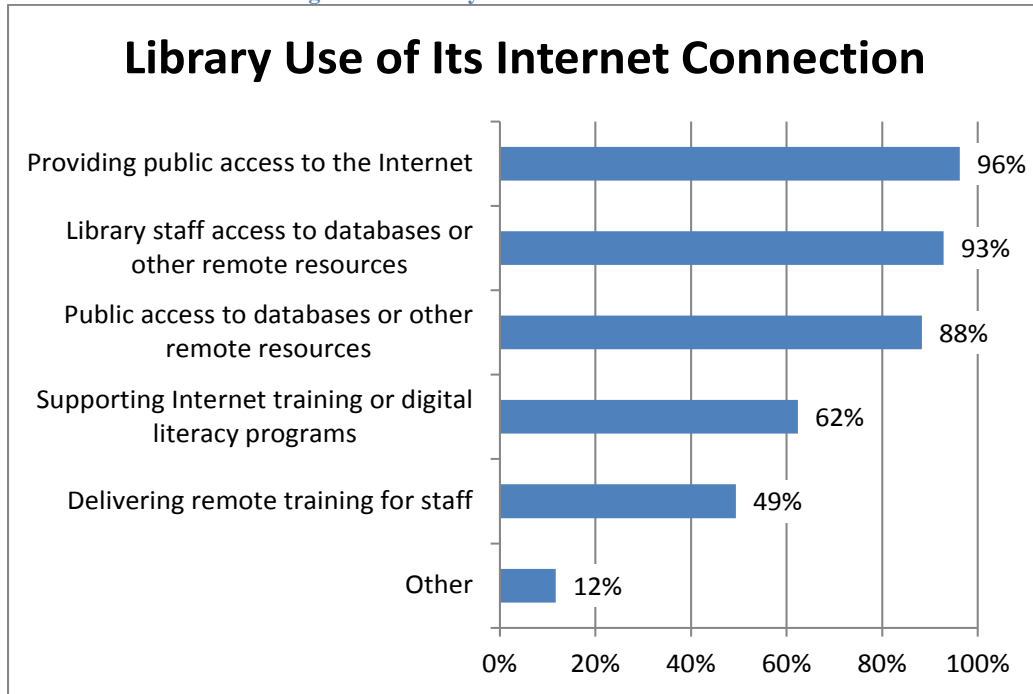 Library Use of Its Internet Connection
Providing public access to the Internet
96%
Library staff access to databases or
other remote resources
93%
Public access to databases or other
remote resources
88%
Supporting Internet training or digital
literacy programs
62%
Delivering remote training for staff
49%
Other
12%
0% 20% 40% 60% 80% 100%